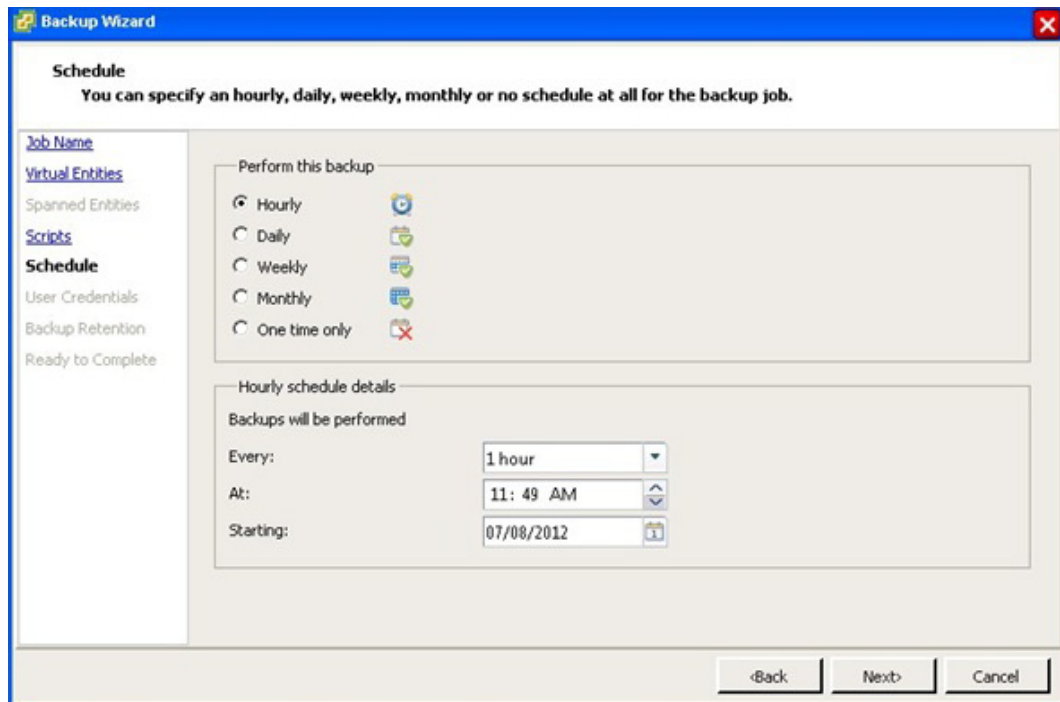 Backup Wizard
Schedule
You can specify an hourly, daily, weekly, monthly or no schedule at all for the backup job.
Job Name
Virtual Entities
Spanned Entities
Scripts
Schedule
User Credentials
Backup Retention
Ready to Complete
Perform this backup
Hourly
Daily
Weekly
Monthly
One time only
Hourly schedule details
Backups will be performed
Every: 1 hour
At: 11: 49 AM
Starting: 07/08/2012
‹Back Next› Cancel